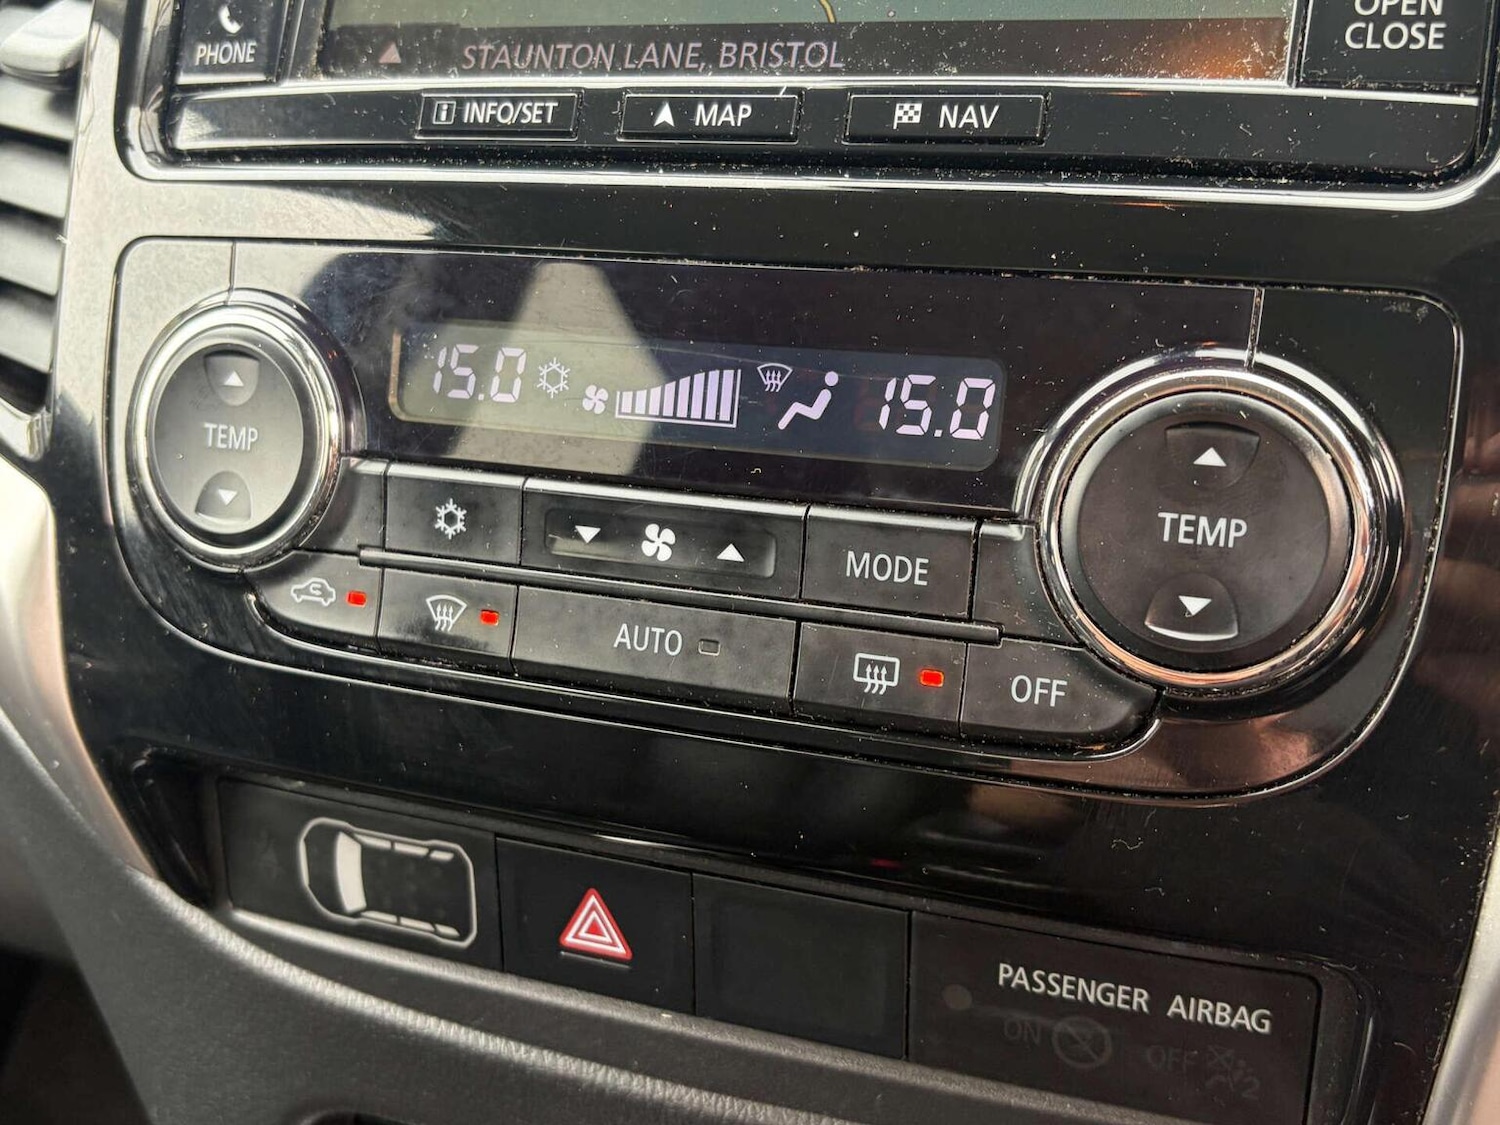 PHONE
STAUNTON LANE, BRISTOL
OPEN
CLOSE
INFO/SET
MAP
NAV
15.0
15.0
TEMP
TEMP
MODE
AUTO
OFF
PASSENGER AIRBAG
ON
OFF
2